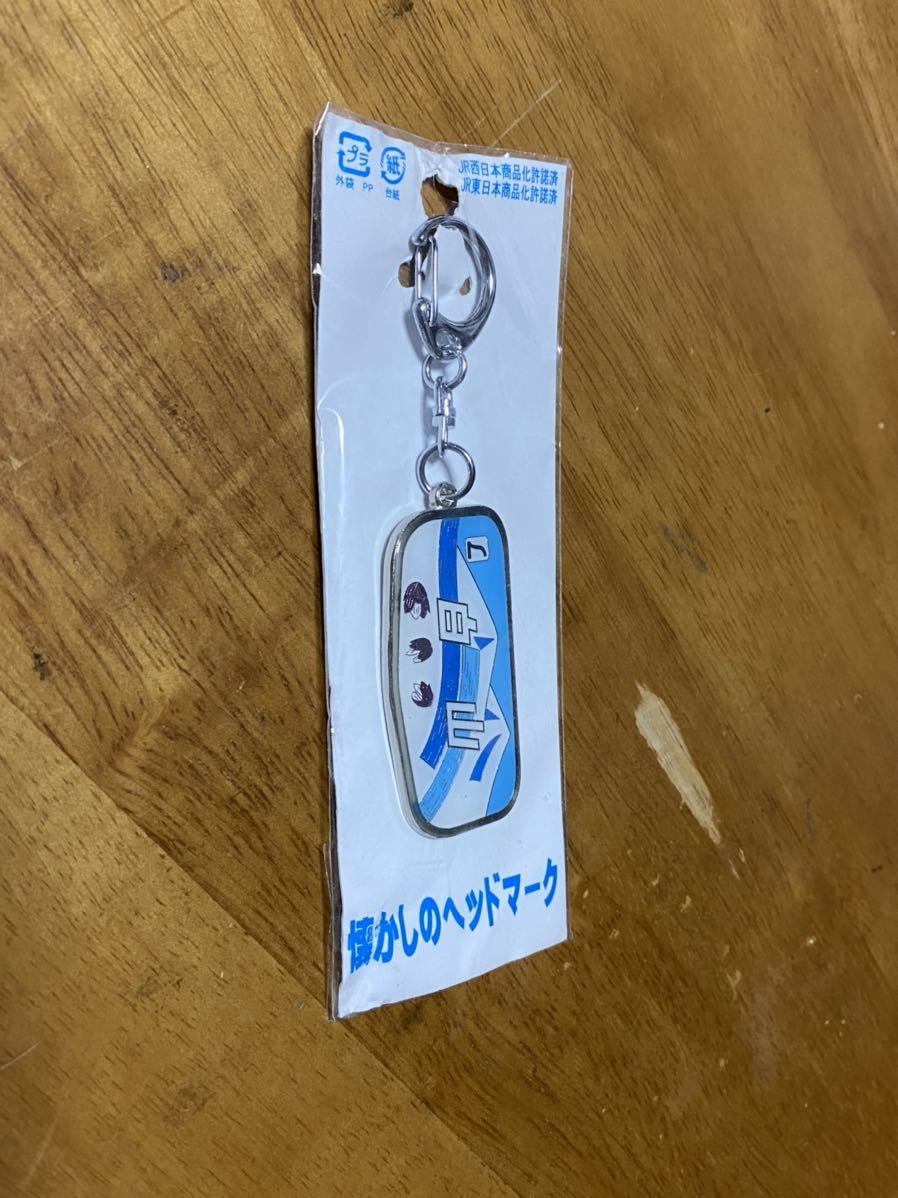 プラ
外袋 PP
紙
台紙
JR西日本商品化許諾済
JR東日本商品化許諾済
白山
懐かしのヘッドマーク